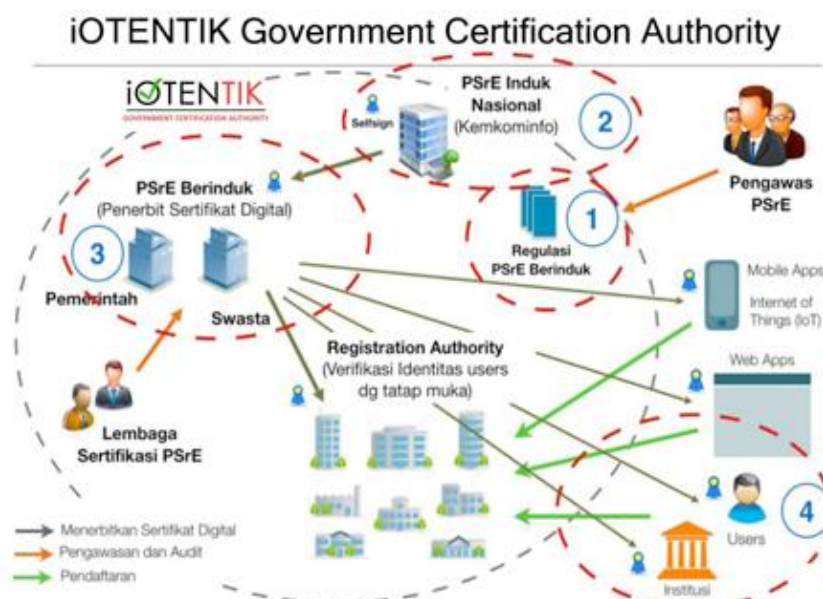 iOTENTIK Government Certification Authority
iOTENTIK
GOVERNMENT CERTIFICATION AUTHORITY
PSrE Induk
Nasional
(Kemkominfo)
Selfsign
2
PSrE Berinduk
(Penerbit Sertifikat Digital)
3
Pemerintah
Swasta
1
Regulasi
PSrE Berinduk
Pengawas
PSrE
Mobile Apps
Internet of
Things (IoT)
Registration Authority
(Verifikasi Identitas users
dg tatap muka)
Web Apps
Lembaga
Sertifikasi PSrE
4
Users
Institusi
Menerbitkan Sertifikat Digital
Pengawasan dan Audit
Pendaftaran